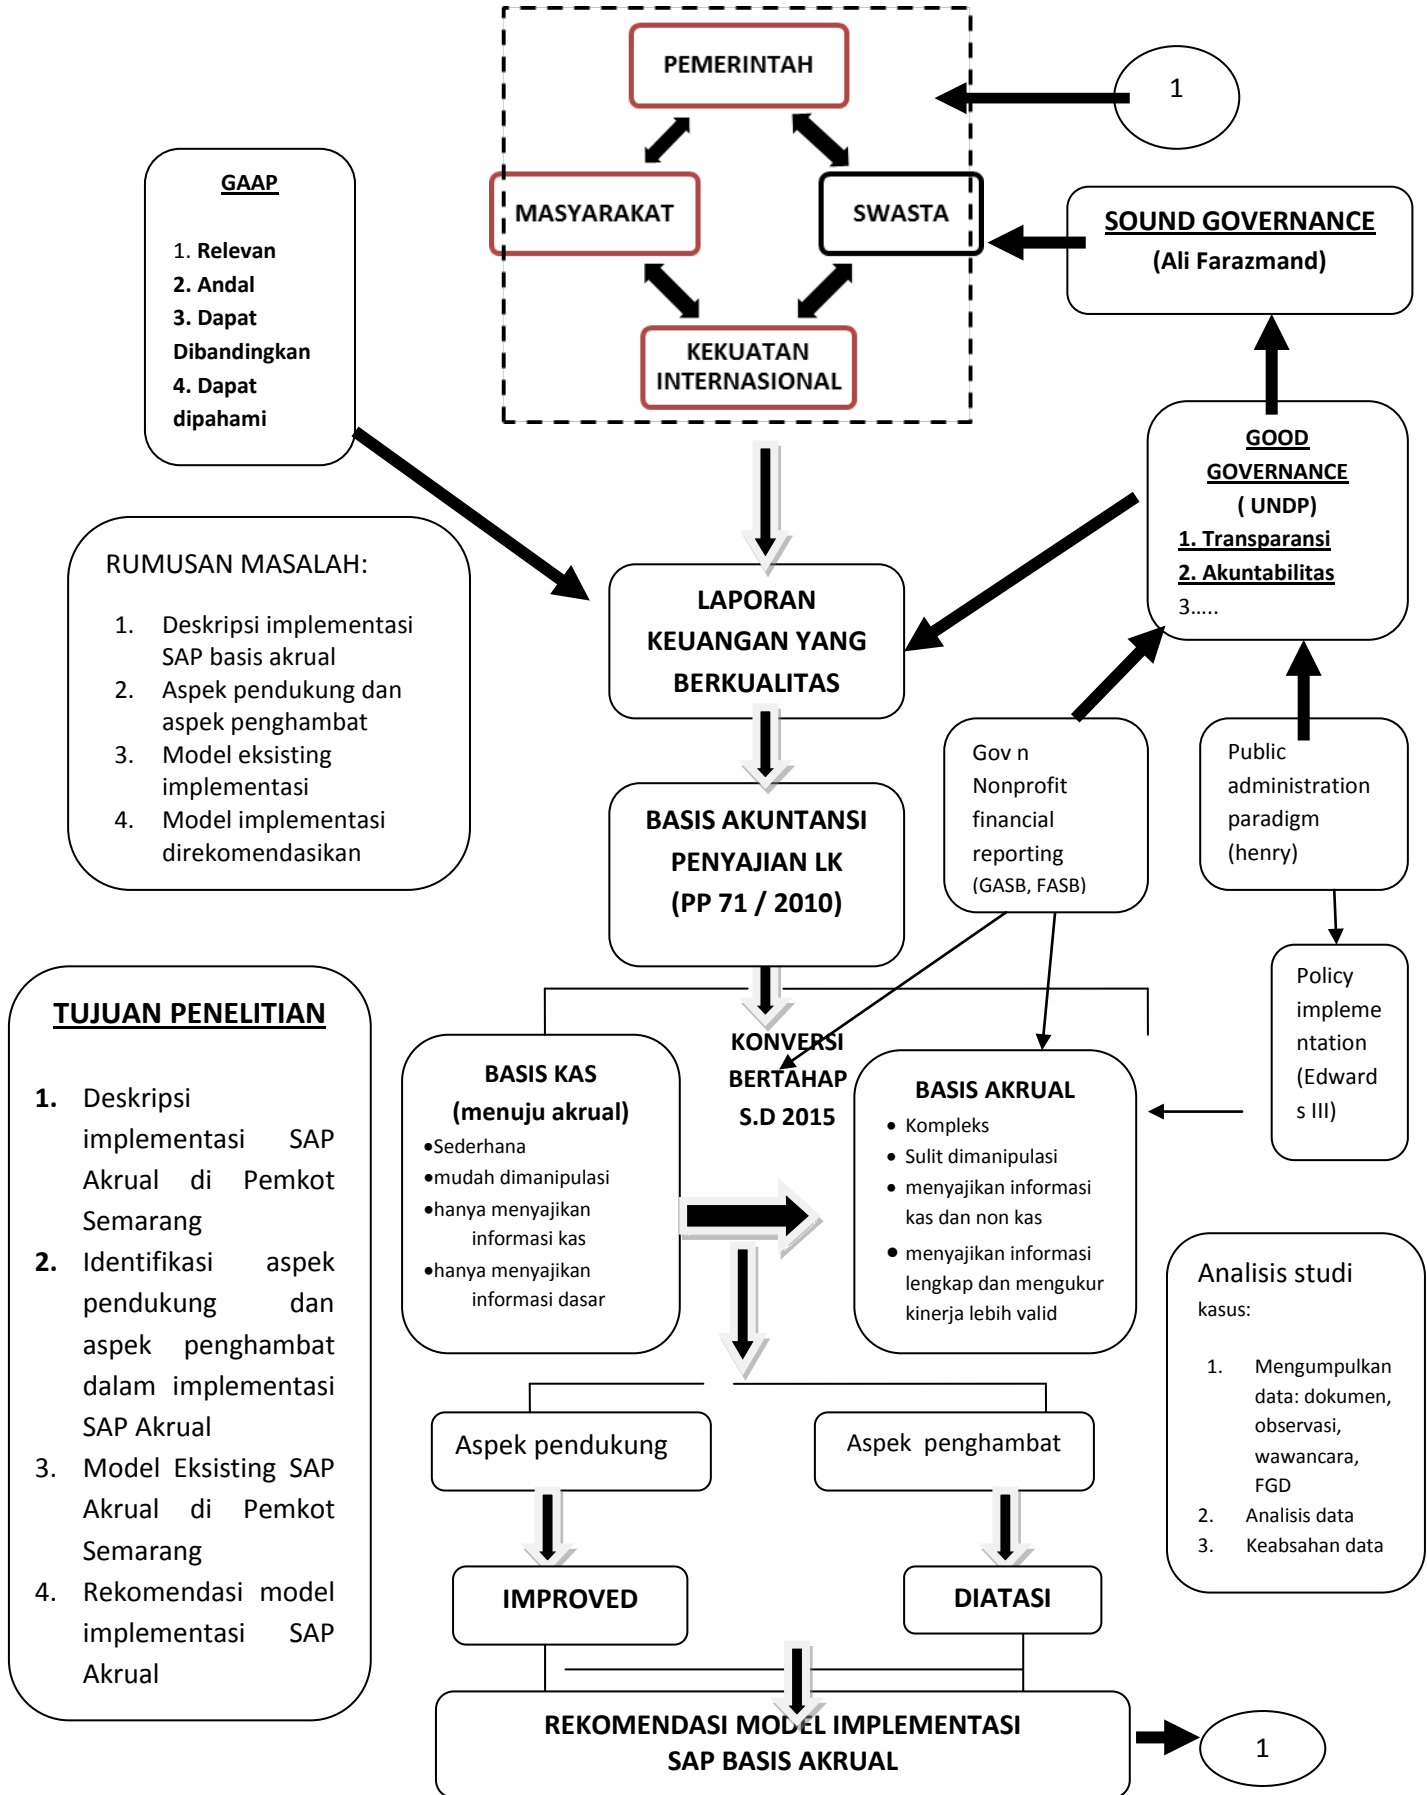 PEMERINTAH
1
MASYARAKAT
SWASTA
KEKUATAN
INTERNASIONAL
GAAP
1. Relevan
2. Andal
3. Dapat
Dibandingkan
4. Dapat
dipahami
SOUND GOVERNANCE
(Ali Farazmand)
GOOD
GOVERNANCE
( UNDP)
1. Transparansi
2. Akuntabilitas
3…..
RUMUSAN MASALAH:
1. Deskripsi implementasi
SAP basis akrual
2. Aspek pendukung dan
aspek penghambat
3. Model eksisting
implementasi
4. Model implementasi
direkomendasikan
LAPORAN
KEUANGAN YANG
BERKUALITAS
BASIS AKUNTANSI
PENYAJIAN LK
(PP 71 / 2010)
Gov n
Nonprofit
financial
reporting
(GASB, FASB)
Public
administration
paradigm
(henry)
Policy
impleme
ntation
(Edward
s III)
TUJUAN PENELITIAN
1. Deskripsi
implementasi SAP
Akrual di Pemkot
Semarang
2. Identifikasi aspek
pendukung dan
aspek penghambat
dalam implementasi
SAP Akrual
3. Model Eksisting SAP
Akrual di Pemkot
Semarang
4. Rekomendasi model
implementasi SAP
Akrual
BASIS KAS
(menuju akrual)
•Sederhana
•mudah dimanipulasi
•hanya menyajikan
informasi kas
•hanya menyajikan
informasi dasar
KONVERSI
BERTAHAP
S.D 2015
BASIS AKRUAL
• Kompleks
• Sulit dimanipulasi
• menyajikan informasi
kas dan non kas
• menyajikan informasi
lengkap dan mengukur
kinerja lebih valid
Analisis studi
kasus:
1. Mengumpulkan
data: dokumen,
observasi,
wawancara,
FGD
2. Analisis data
3. Keabsahan data
Aspek pendukung
Aspek penghambat
IMPROVED
DIATASI
REKOMENDASI MODEL IMPLEMENTASI
SAP BASIS AKRUAL
1